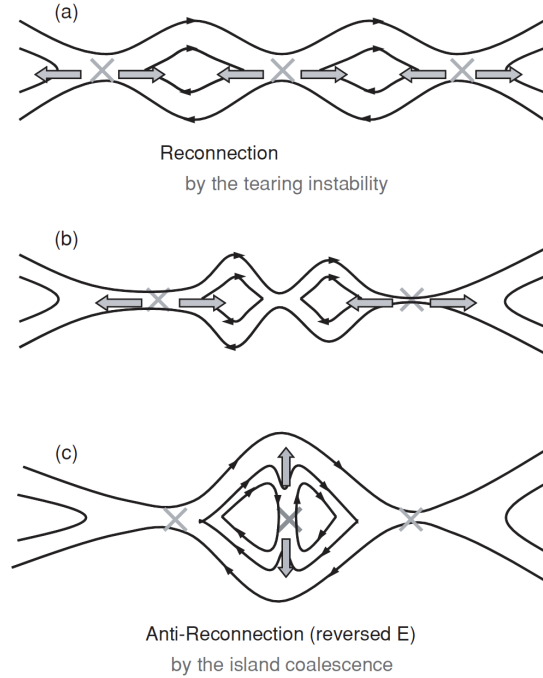 (a)
Reconnection
by the tearing instability
(b)
(c)
Anti-Reconnection (reversed E)
by the island coalescence